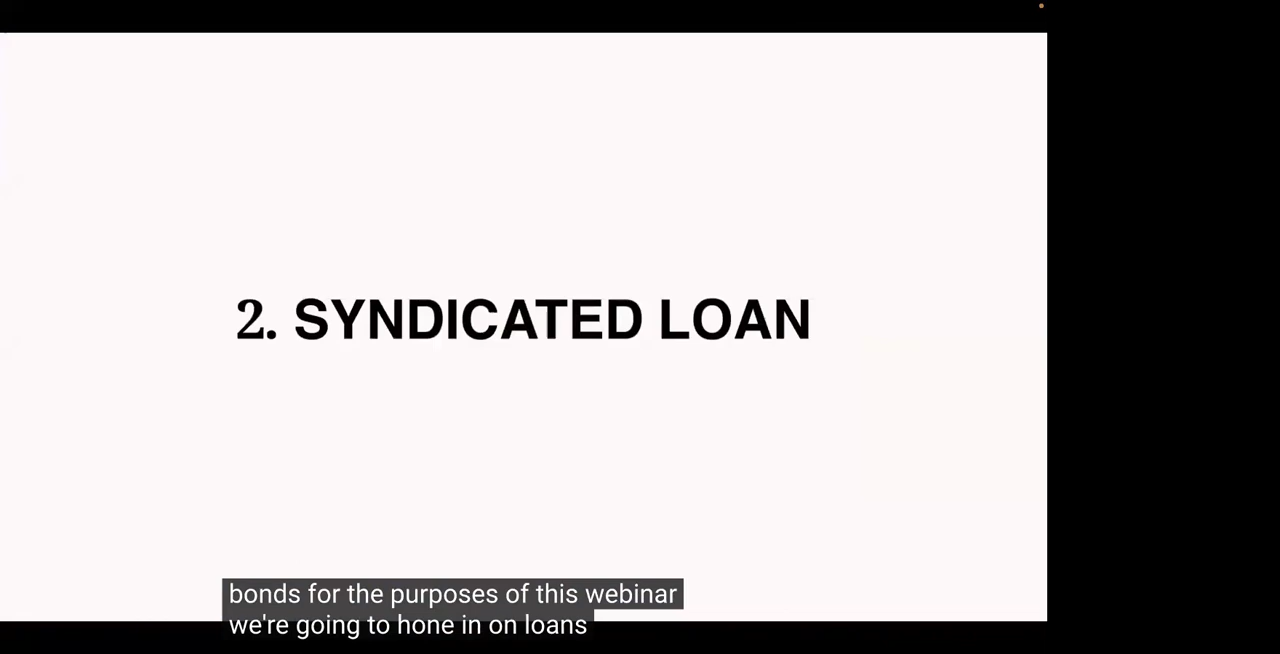 2. SYNDICATED LOAN
bonds for the purposes of this webinar
we're going to hone in on loans